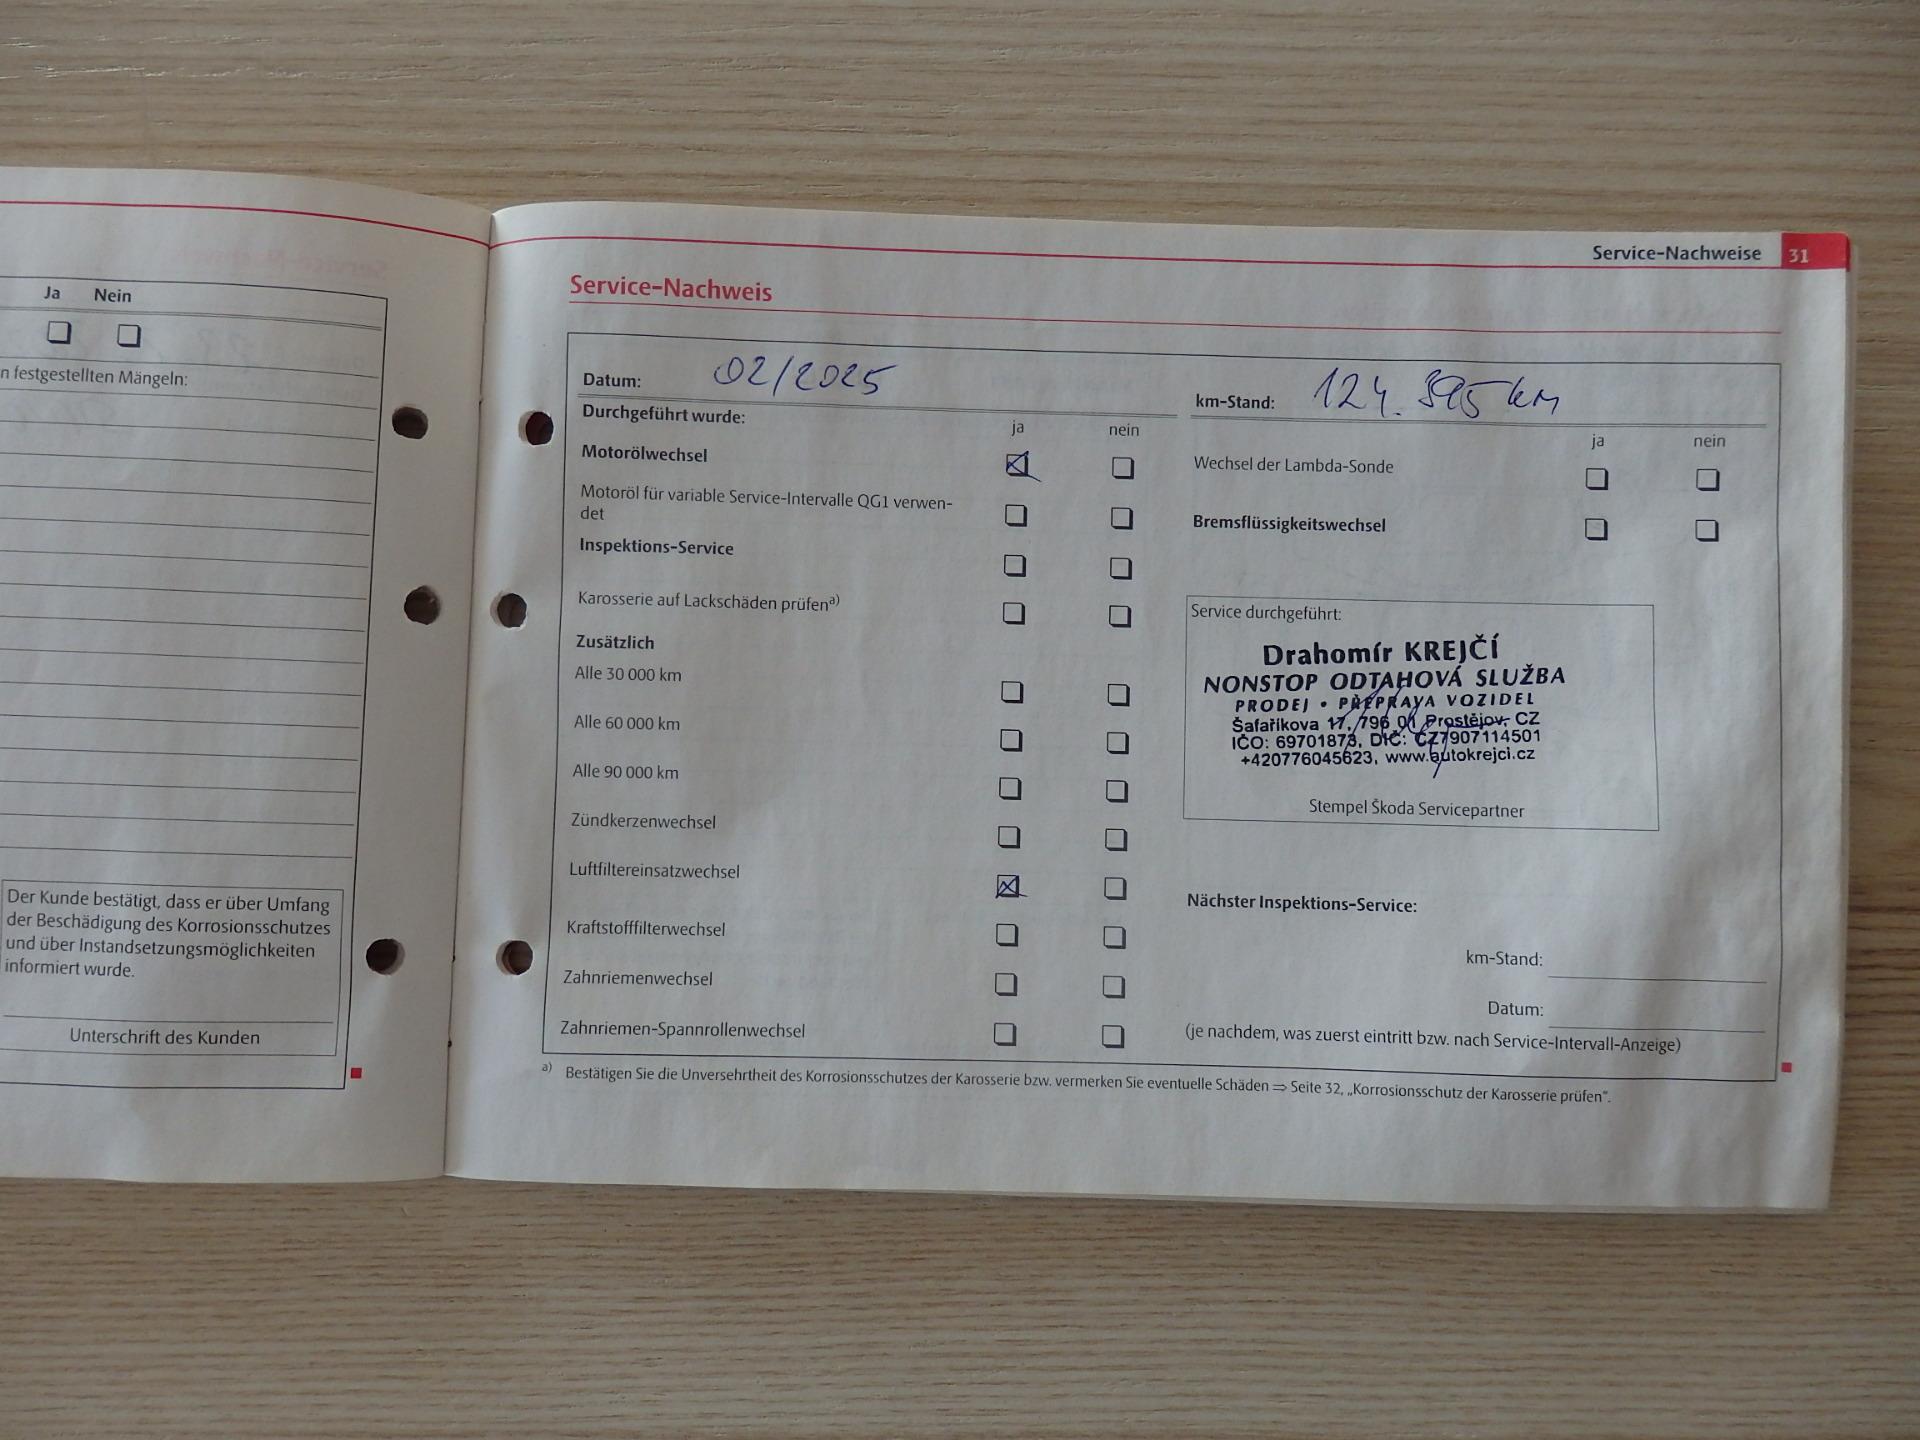 Ja Nein
n festgestellten Mängeln:
Der Kunde bestätigt, dass er über Umfang
der Beschädigung des Korrosionsschutzes
und über Instandsetzungsmöglichkeiten
informiert wurde.
Unterschrift des Kunden
Service-Nachweise 31
Service-Nachweis
Datum: 02/2025
km-Stand: 124.395 km
Durchgeführt wurde:
ja nein
Motorölwechsel
Motoröl für variable Service-Intervalle QG1 verwen-
det
Inspektions-Service
Karosserie auf Lackschäden prüfen a)
Zusätzlich
Alle 30 000 km
Alle 60 000 km
Alle 90 000 km
Zündkerzenwechsel
Luftfiltereinsatzwechsel
Kraftstofffilterwechsel
Zahnriemenwechsel
Zahnriemen-Spannrollenwechsel
ja nein
Wechsel der Lambda-Sonde
Bremsflüssigkeitswechsel
Service durchgeführt:
Drahomír KREJČÍ
NONSTOP ODTAHOVÁ SLUŽBA
PRODEJ • PŘEPRAVA VOZIDEL
Šafaříkova 17, 796 01 Prostějov, CZ
IČO: 69701873, DIČ: CZ7907114501
+420776045623, www.autokrejci.cz
Stempel Škoda Servicepartner
Nächster Inspektions-Service:
km-Stand:
Datum:
(je nachdem, was zuerst eintritt bzw. nach Service-Intervall-Anzeige)
a) Bestätigen Sie die Unversehrtheit des Korrosionsschutzes der Karosserie bzw. vermerken Sie eventuelle Schäden ⇒ Seite 32, „Korrosionsschutz der Karosserie prüfen".